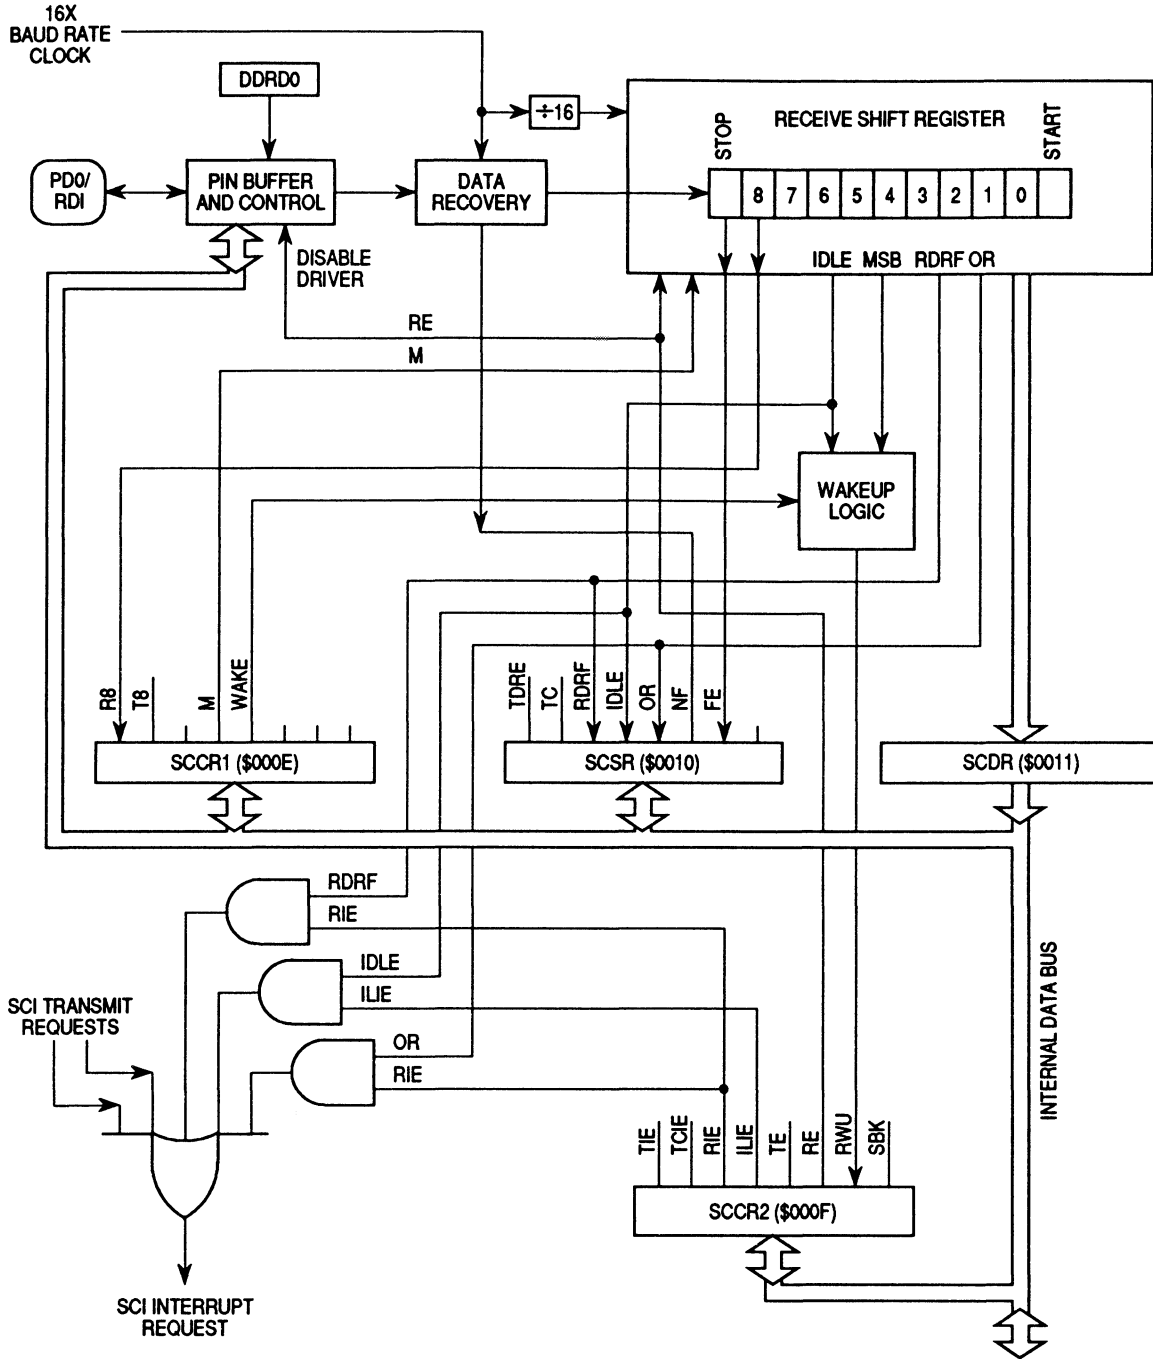 16X
BAUD RATE
CLOCK
DDRD0
÷16
RECEIVE SHIFT REGISTER
STOP
START
PD0/
RDI
PIN BUFFER
AND CONTROL
DATA
RECOVERY
8 7 6 5 4 3 2 1 0
DISABLE
DRIVER
IDLE MSB RDRF OR
RE
M
WAKEUP
LOGIC
R8
T8
M
WAKE
TDRE
TC
RDRF
IDLE
OR
NF
FE
SCCR1 ($000E)
SCSR ($0010)
SCDR ($0011)
RDRF
RIE
IDLE
ILIE
SCI TRANSMIT
REQUESTS
OR
RIE
INTERNAL DATA BUS
TIE
TCIE
RIE
ILIE
TE
RE
RWU
SBK
SCCR2 ($000F)
SCI INTERRUPT
REQUEST